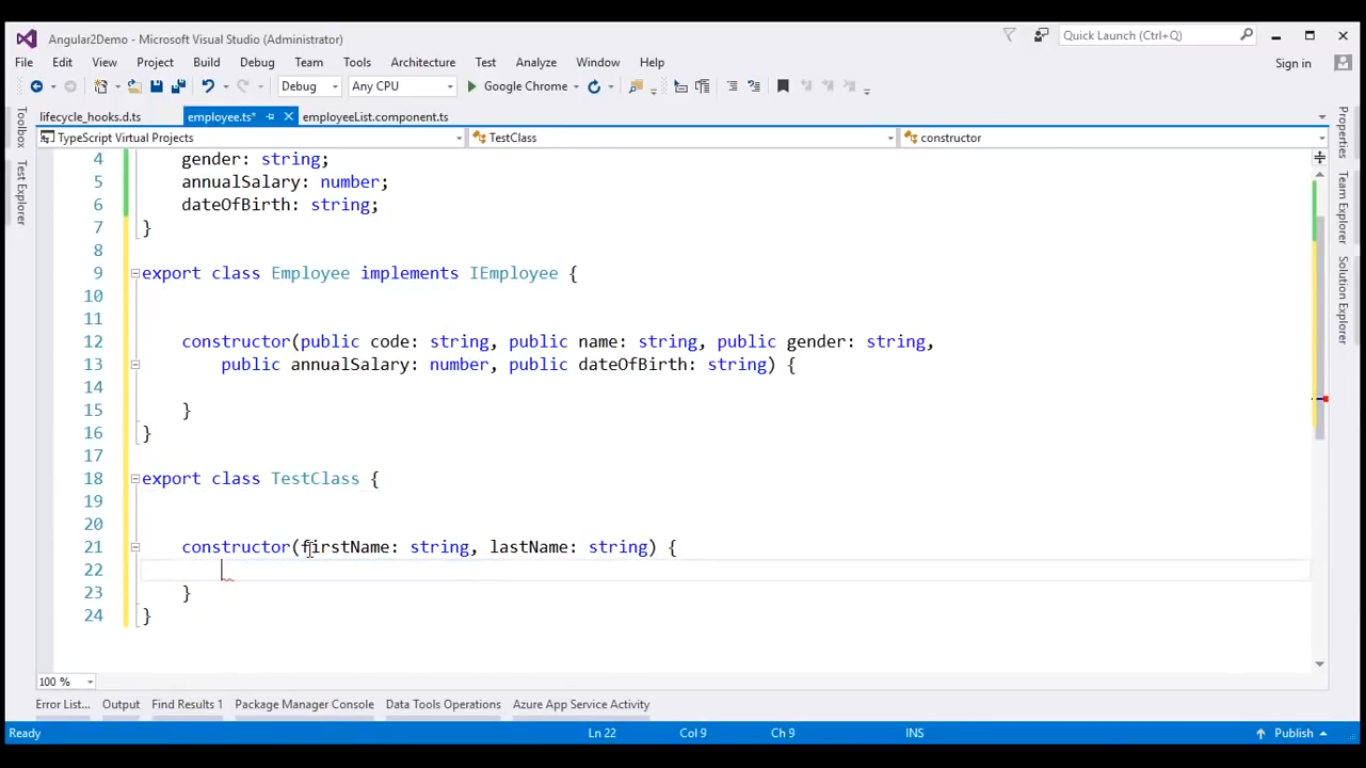 Angular2Demo - Microsoft Visual Studio (Administrator)
Quick Launch (Ctrl+Q)
File Edit View Project Build Debug Team Tools Architecture Test Analyze Window Help
Sign in
Debug Any CPU Google Chrome
lifecycle_hooks.d.ts employee.ts* employeeList.component.ts
TypeScript Virtual Projects TestClass constructor
Toolbox
Test Explorer
4 gender: string;
5 annualSalary: number;
6 dateOfBirth: string;
7 }
8
9 export class Employee implements IEmployee {
10
11
12 constructor(public code: string, public name: string, public gender: string,
13 public annualSalary: number, public dateOfBirth: string) {
14
15 }
16 }
17
18 export class TestClass {
19
20
21 constructor(firstName: string, lastName: string) {
22
23 }
24 }
Properties
Team Explorer
Solution Explorer
100 %
Error List... Output Find Results 1 Package Manager Console Data Tools Operations Azure App Service Activity
Ready Ln 22 Col 9 Ch 9 INS Publish